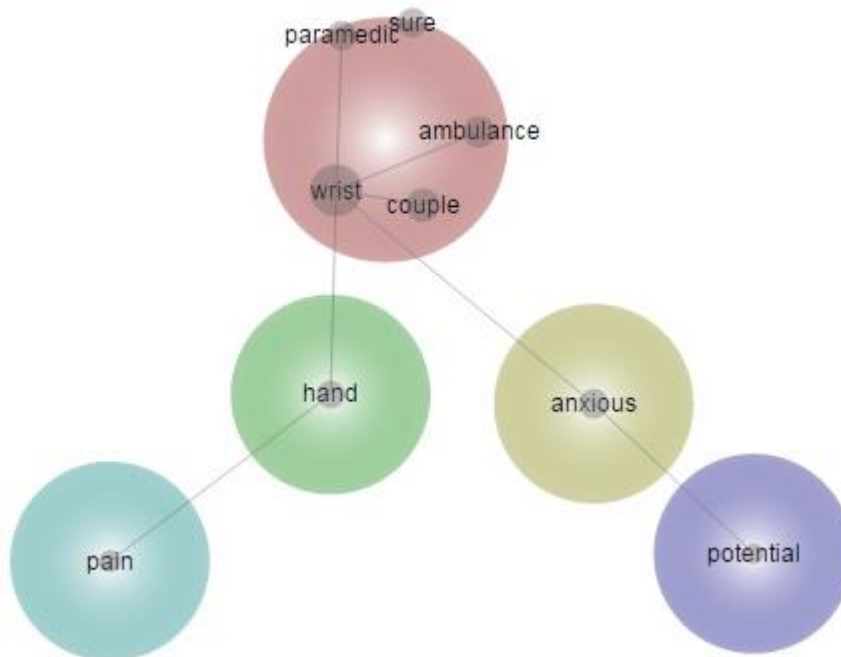 sure
paramedic
ambulance
wrist
couple
hand
anxious
pain
potential